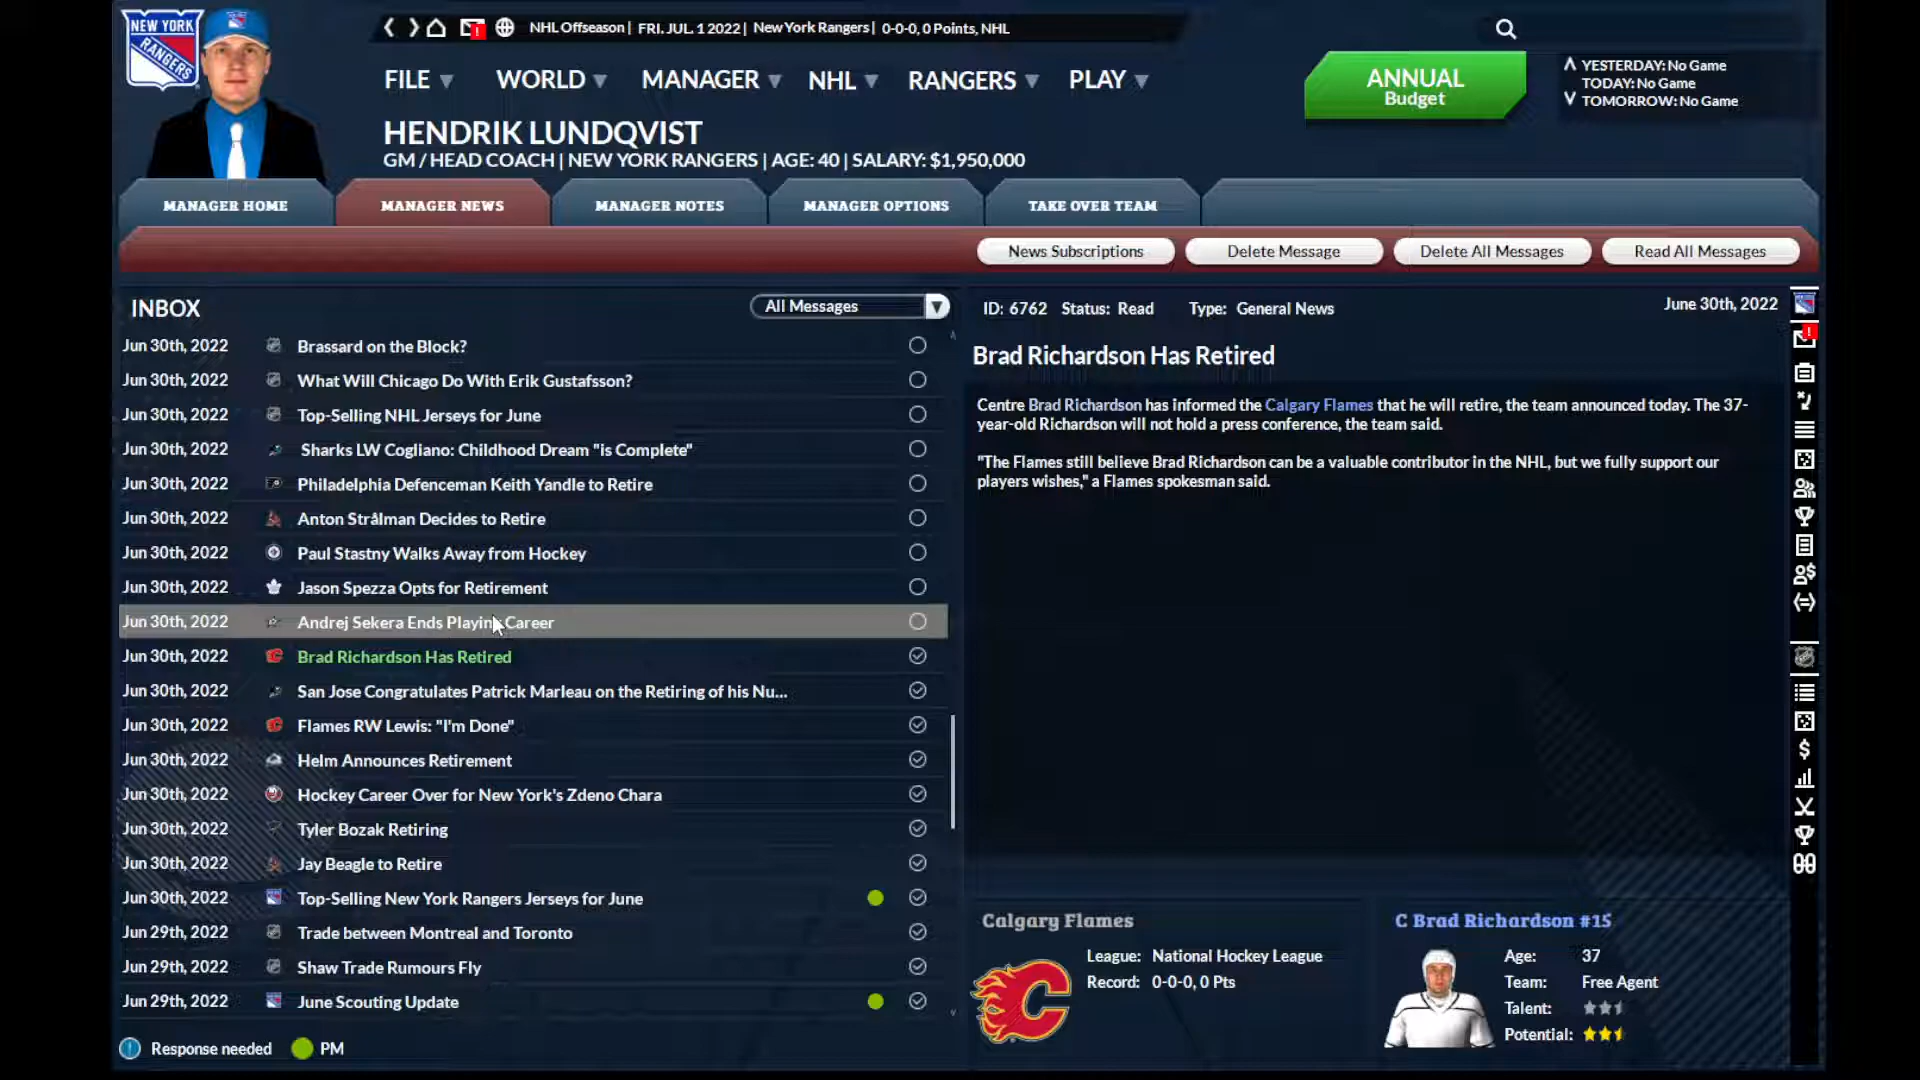 NEW YORK
RANGERS
NHL Offseason | FRI. JUL. 1 2022 | New York Rangers | 0-0-0, 0 Points, NHL
FILE WORLD MANAGER NHL RANGERS PLAY
ANNUAL
Budget
YESTERDAY: No Game
TODAY: No Game
TOMORROW: No Game
HENDRIK LUNDQVIST
GM / HEAD COACH | NEW YORK RANGERS | AGE: 40 | SALARY: $1,950,000
MANAGER HOME MANAGER NEWS MANAGER NOTES MANAGER OPTIONS TAKE OVER TEAM
News Subscriptions Delete Message Delete All Messages Read All Messages
INBOX All Messages
Jun 30th, 2022 Brassard on the Block?
Jun 30th, 2022 What Will Chicago Do With Erik Gustafsson?
Jun 30th, 2022 Top-Selling NHL Jerseys for June
Jun 30th, 2022 Sharks LW Cogliano: Childhood Dream "is Complete"
Jun 30th, 2022 Philadelphia Defenceman Keith Yandle to Retire
Jun 30th, 2022 Anton Strålman Decides to Retire
Jun 30th, 2022 Paul Stastny Walks Away from Hockey
Jun 30th, 2022 Jason Spezza Opts for Retirement
Jun 30th, 2022 Andrej Sekera Ends Playing Career
Jun 30th, 2022 Brad Richardson Has Retired
Jun 30th, 2022 San Jose Congratulates Patrick Marleau on the Retiring of his Nu...
Jun 30th, 2022 Flames RW Lewis: "I'm Done"
Jun 30th, 2022 Helm Announces Retirement
Jun 30th, 2022 Hockey Career Over for New York's Zdeno Chara
Jun 30th, 2022 Tyler Bozak Retiring
Jun 30th, 2022 Jay Beagle to Retire
Jun 30th, 2022 Top-Selling New York Rangers Jerseys for June
Jun 29th, 2022 Trade between Montreal and Toronto
Jun 29th, 2022 Shaw Trade Rumours Fly
Jun 29th, 2022 June Scouting Update
Response needed PM
ID: 6762 Status: Read Type: General News June 30th, 2022
Brad Richardson Has Retired
Centre Brad Richardson has informed the Calgary Flames that he will retire, the team announced today. The 37-
year-old Richardson will not hold a press conference, the team said.
"The Flames still believe Brad Richardson can be a valuable contributor in the NHL, but we fully support our
players wishes," a Flames spokesman said.
Calgary Flames
League: National Hockey League
Record: 0-0-0, 0 Pts
C Brad Richardson #15
Age: 37
Team: Free Agent
Talent:
Potential: